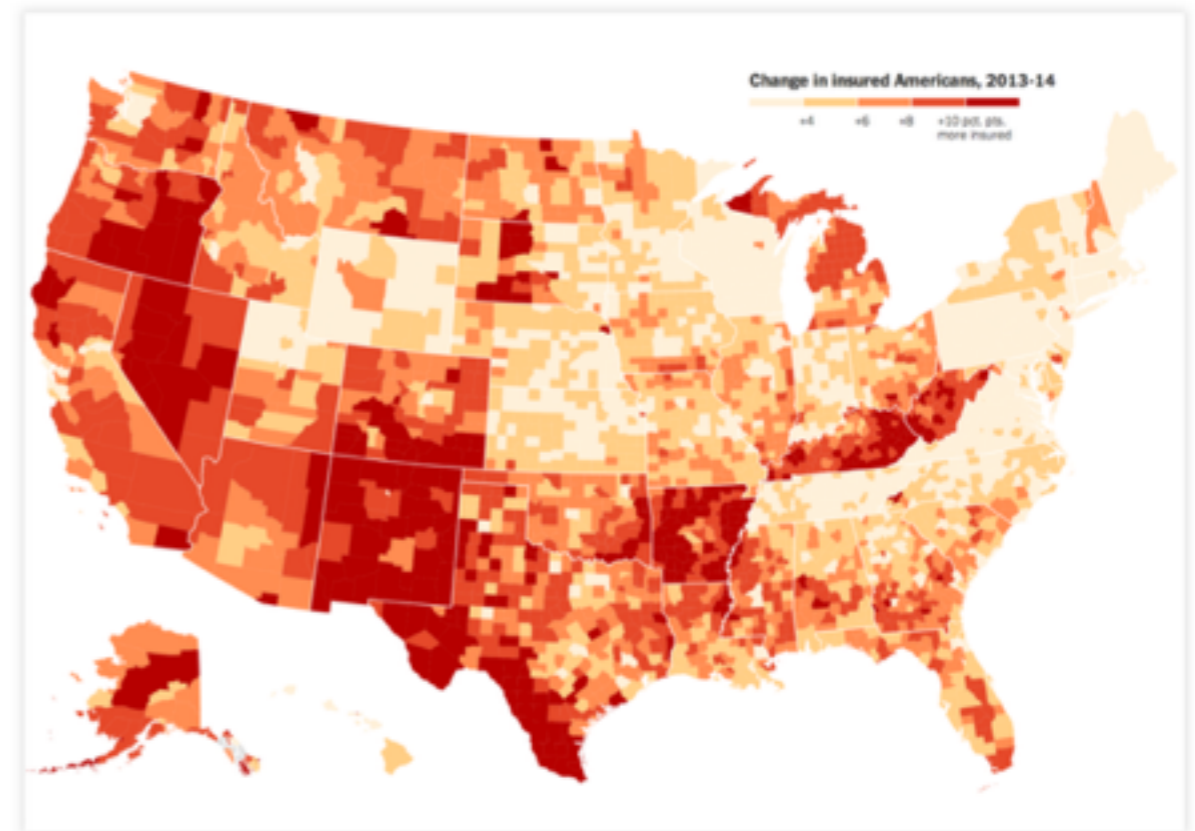 Change in insured Americans, 2013-14
+4 +6 +8 +10 pct. pts.
more insured